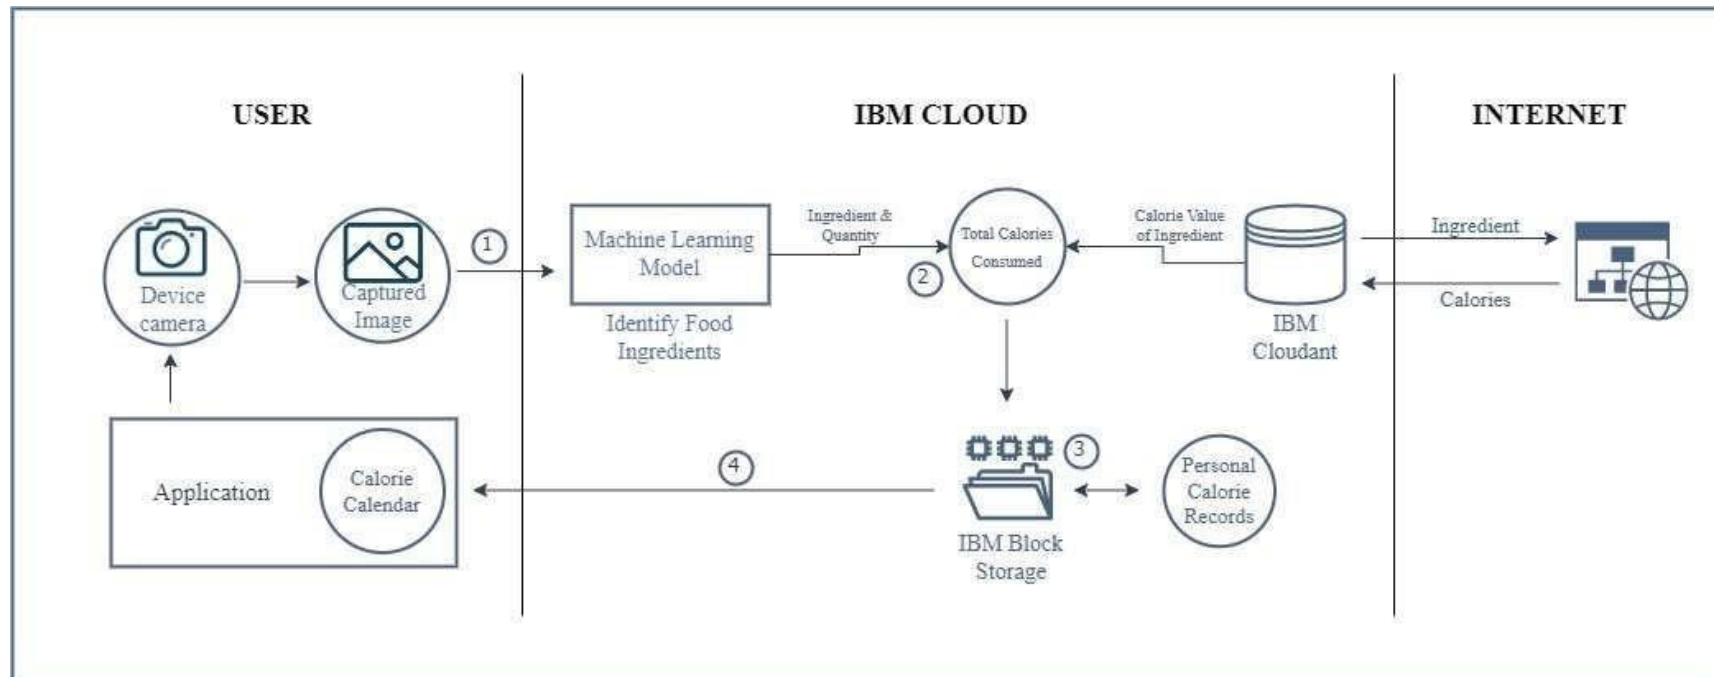 USER
IBM CLOUD
INTERNET
Device
camera
Captured
Image
1
Machine Learning
Model
Identify Food
Ingredients
Ingredient &
Quantity
2
Total Calories
Consumed
Calorie Value
of Ingredient
IBM
Cloudant
Ingredient
Calories
Application
Calorie
Calendar
4
3
IBM Block
Storage
Personal
Calorie
Records